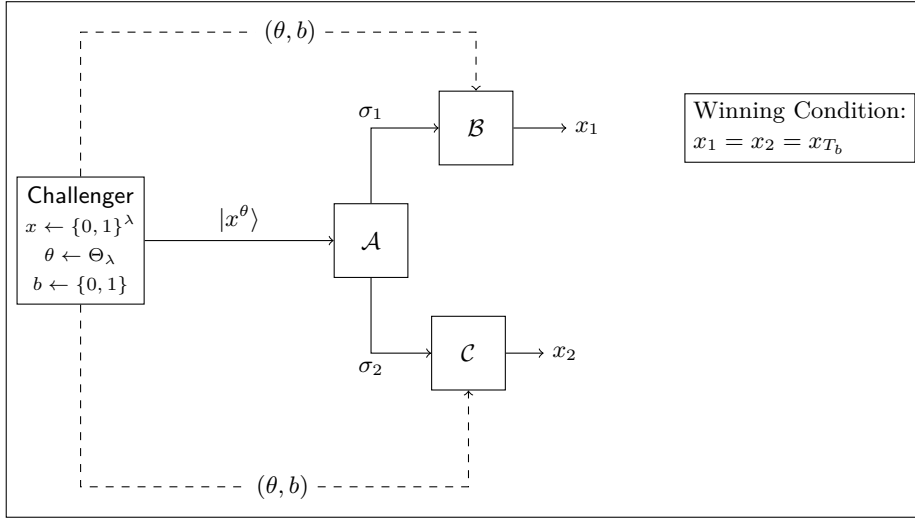 (θ, b)
σ₁
ℬ
x₁
Winning Condition:
x₁ = x₂ = x_{T_b}
Challenger
x ← {0, 1}^λ
θ ← Θ_λ
b ← {0, 1}
|x^θ⟩
𝒜
σ₂
𝒞
x₂
(θ, b)